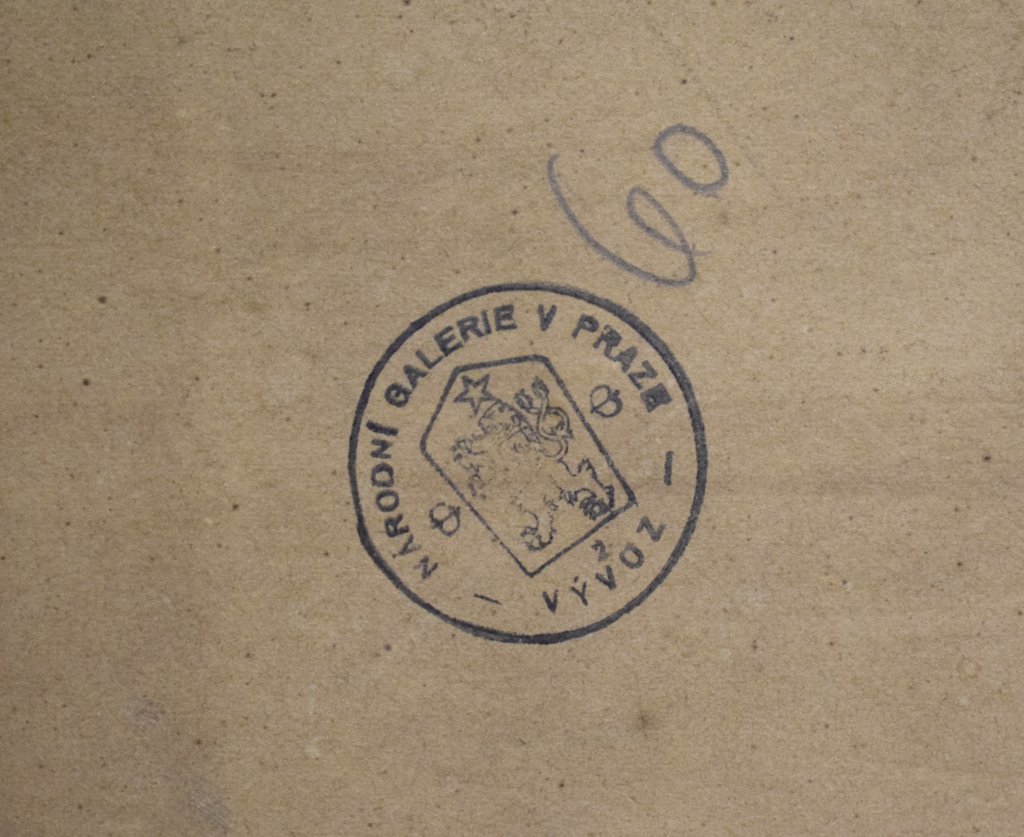 60
NÁRODNÍ GALERIE V PRAZE
2
— VÝVOZ —